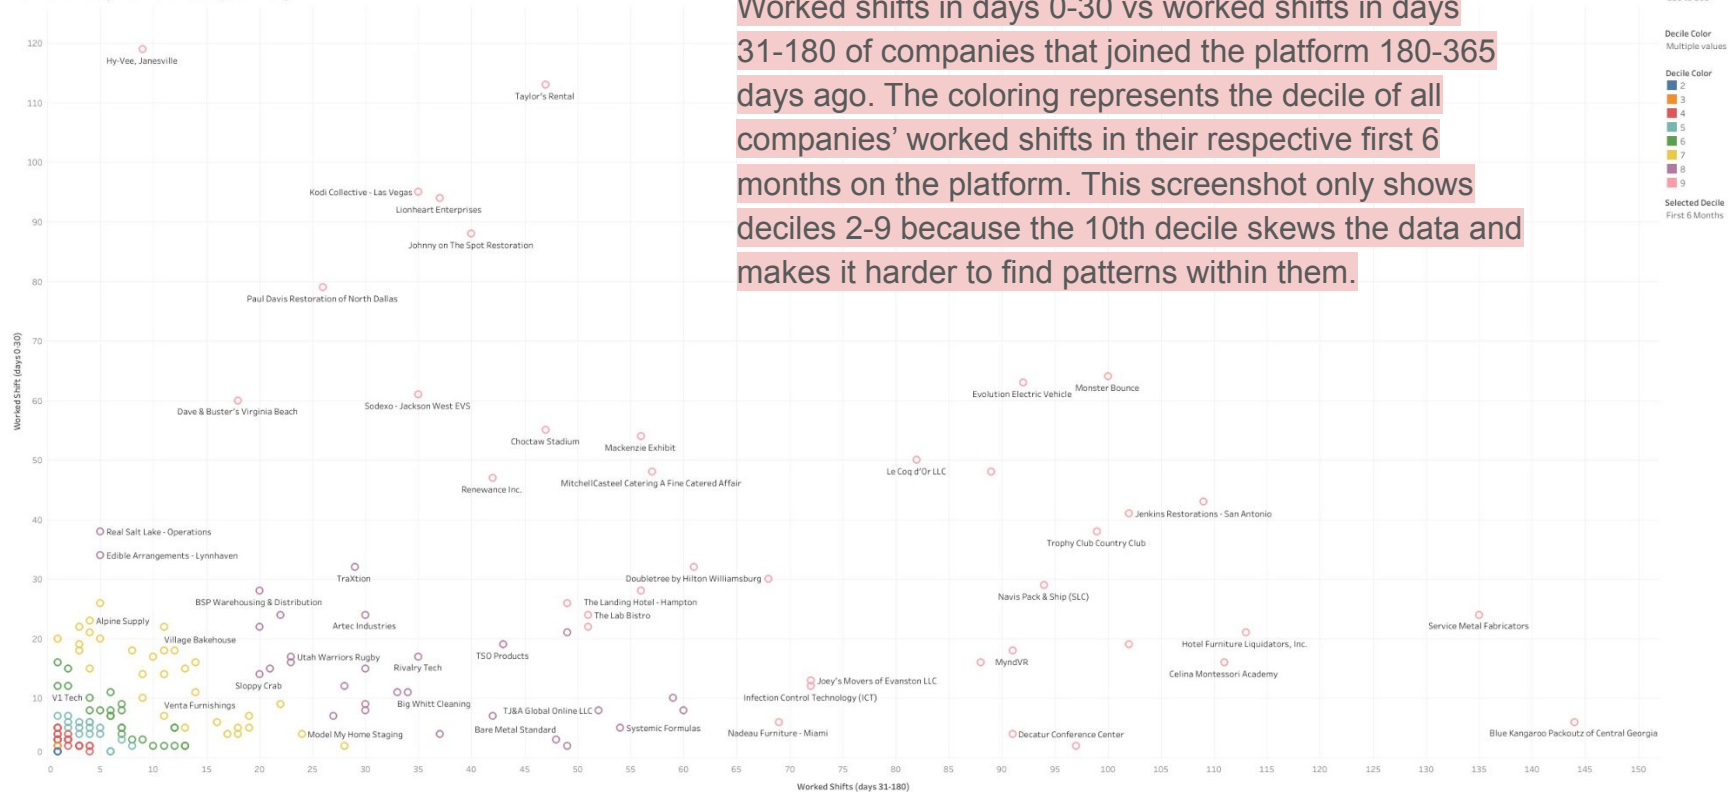 Worked shifts in days 0-30 vs worked shifts in days
31-180 of companies that joined the platform 180-365
days ago. The coloring represents the decile of all
companies’ worked shifts in their respective first 6
months on the platform. This screenshot only shows
deciles 2-9 because the 10th decile skews the data and
makes it harder to find patterns within them.
Decile Color
Multiple values
Decile Color
2
3
4
5
6
7
8
9
Selected Decile
First 6 Months
Worked Shift (days 0-30)
120
110
100
90
80
70
60
50
40
30
20
10
0
Hy-Vee, Janesville
Taylor's Rental
Kodi Collective - Las Vegas
Lionheart Enterprises
Johnny on The Spot Restoration
Paul Davis Restoration of North Dallas
Evolution Electric Vehicle
Monster Bounce
Dave & Buster's Virginia Beach
Sodexo - Jackson West EVS
Choctaw Stadium
Mackenzie Exhibit
Le Coq d'Or LLC
Renewance Inc.
MitchellCasteel Catering A Fine Catered Affair
Jenkins Restorations - San Antonio
Real Salt Lake - Operations
Trophy Club Country Club
Edible Arrangements - Lynnhaven
TraXtion
Doubletree by Hilton Williamsburg
Navis Pack & Ship (SLC)
BSP Warehousing & Distribution
The Landing Hotel - Hampton
Alpine Supply
Artec Industries
The Lab Bistro
Service Metal Fabricators
Village Bakehouse
Hotel Furniture Liquidators, Inc.
Utah Warriors Rugby
Rivalry Tech
TSO Products
MyndVR
Celina Montessori Academy
Sloppy Crab
Joey's Movers of Evanston LLC
V1 Tech
Venta Furnishings
Big Whitt Cleaning
TJ&A Global Online LLC
Infection Control Technology (ICT)
Model My Home Staging
Bare Metal Standard
Systemic Formulas
Nadeau Furniture - Miami
Decatur Conference Center
Blue Kangaroo Packoutz of Central Georgia
0 5 10 15 20 25 30 35 40 45 50 55 60 65 70 75 80 85 90 95 100 105 110 115 120 125 130 135 140 145 150
Worked Shifts (days 31-180)